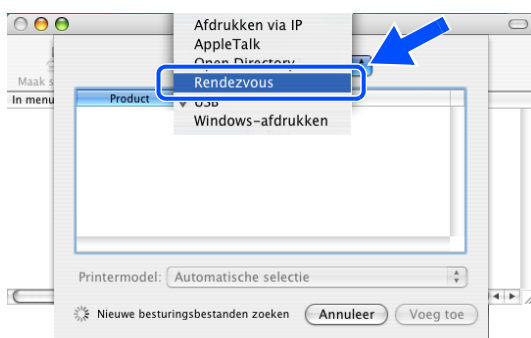 Afdrukken via IP
AppleTalk
Open Directory
Rendezvous
USB
Windows-afdrukken
Maak s
In menu
Product
Printermodel: Automatische selectie
Nieuwe besturingsbestanden zoeken Annuleer Voeg toe